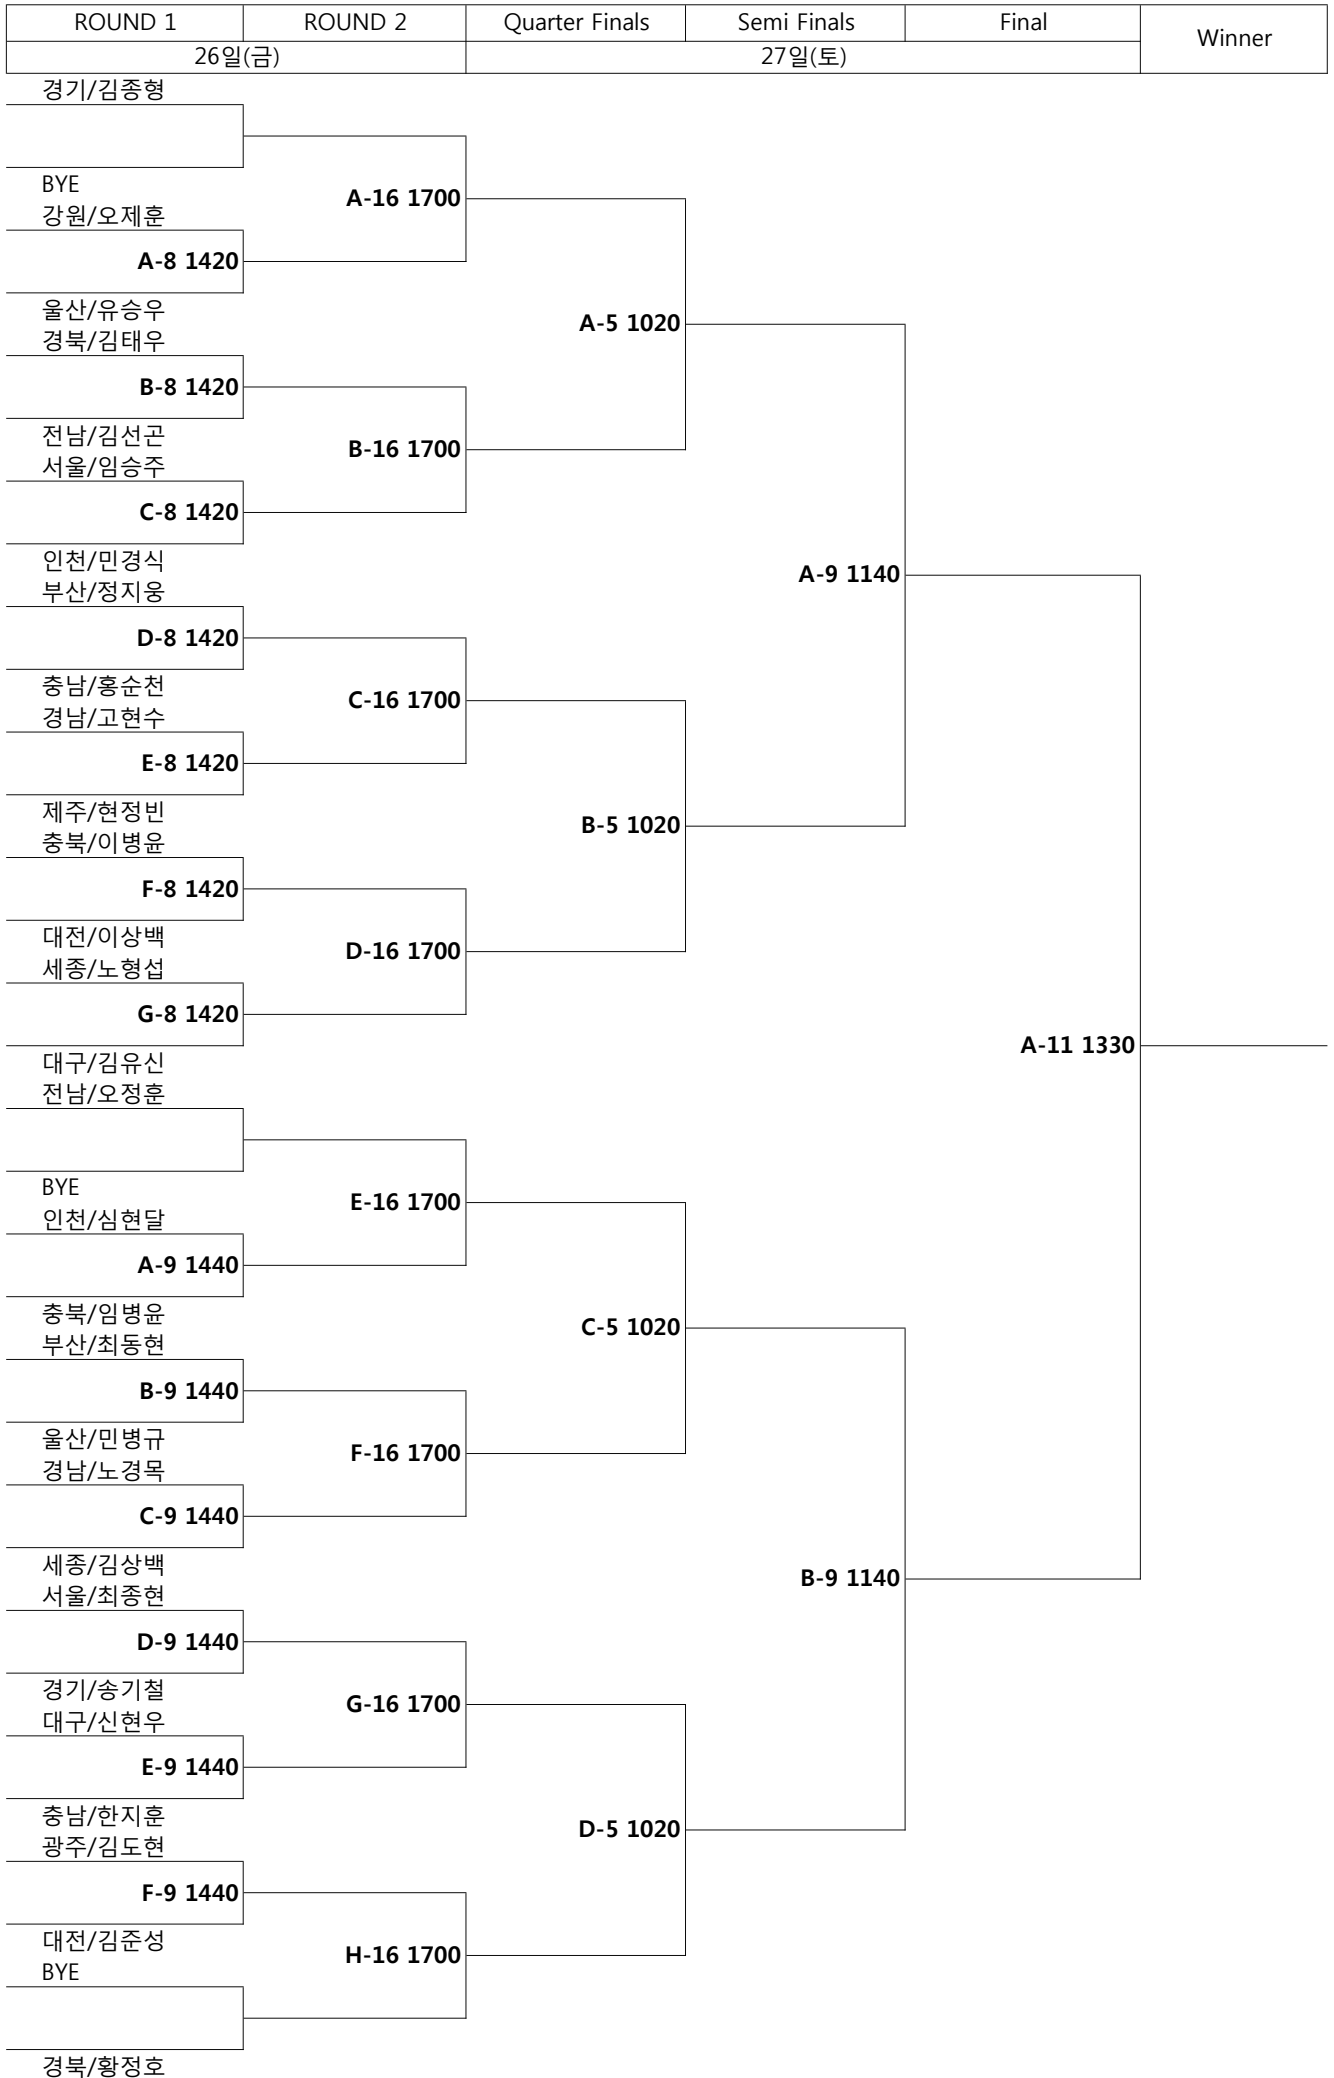 ROUND 1 ROUND 2 Quarter Finals Semi Finals Final Winner
26일(금) 27일(토)
경기/김종형
BYE
A-16 1700
강원/오제훈
A-8 1420
울산/유승우
A-5 1020
경북/김태우
B-8 1420
전남/김선곤
B-16 1700
서울/임승주
C-8 1420
인천/민경식
A-9 1140
부산/정지웅
D-8 1420
충남/홍순천
C-16 1700
경남/고현수
E-8 1420
제주/현정빈
B-5 1020
충북/이병윤
F-8 1420
대전/이상백
D-16 1700
세종/노형섭
G-8 1420
A-11 1330
대구/김유신
전남/오정훈
BYE
E-16 1700
인천/심현달
A-9 1440
충북/임병윤
C-5 1020
부산/최동현
B-9 1440
울산/민병규
F-16 1700
경남/노경목
C-9 1440
세종/김상백
B-9 1140
서울/최종현
D-9 1440
경기/송기철
G-16 1700
대구/신현우
E-9 1440
충남/한지훈
D-5 1020
광주/김도현
F-9 1440
대전/김준성
H-16 1700
BYE
경북/황정호